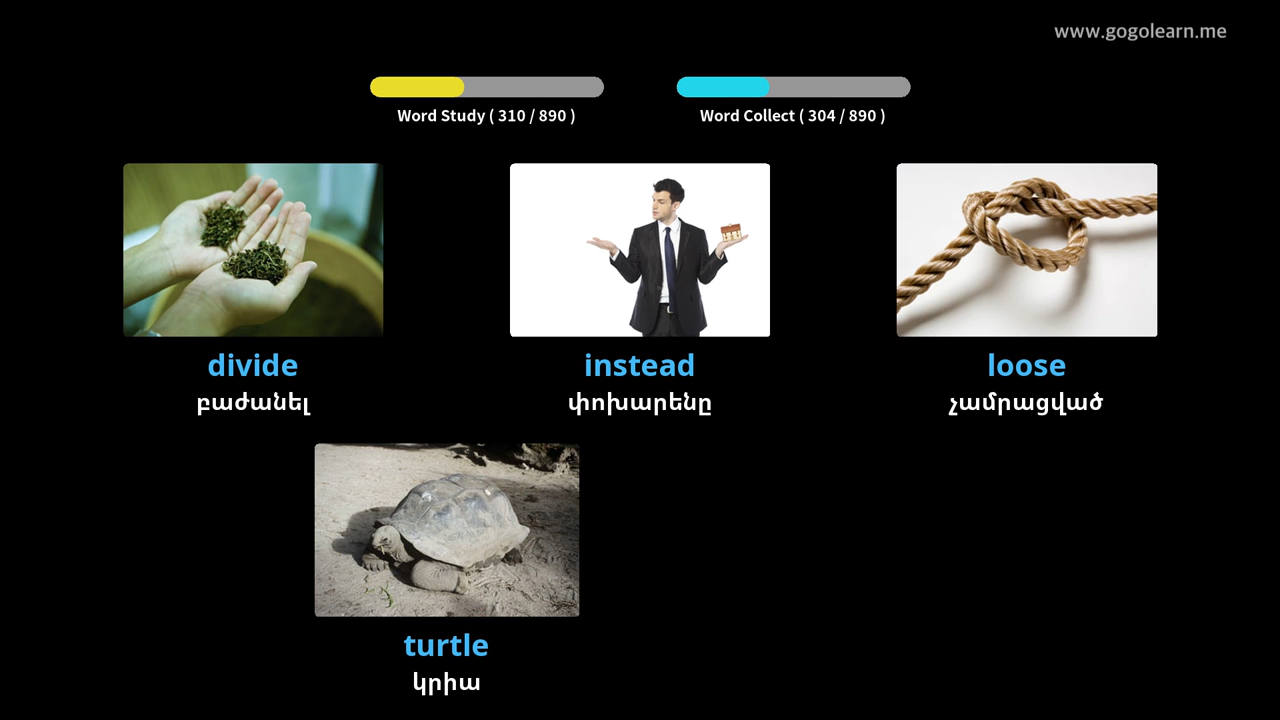 www.gogolearn.me
Word Study ( 310 / 890 )
Word Collect ( 304 / 890 )
divide
բաժանել
instead
փոխարենը
loose
չամրացված
turtle
կրիա